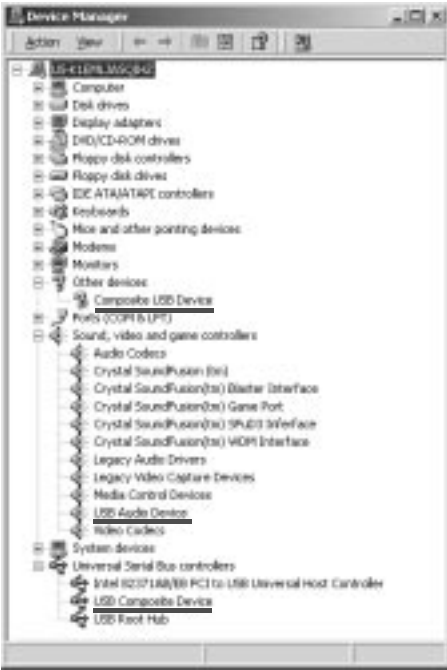 Device Manager
Action View
Computer
Disk drives
Display adapters
DVD/CD-ROM drives
Floppy disk controllers
Floppy disk drives
IDE ATA/ATAPI controllers
Keyboards
Mice and other pointing devices
Modems
Monitors
Other devices
Composite USB Device
Ports (COM & LPT)
Sound, video and game controllers
Audio Codecs
Crystal SoundFusion (tm)
Crystal SoundFusion(tm) Blaster Interface
Crystal SoundFusion(tm) Game Port
Crystal SoundFusion(tm) Interface
Crystal SoundFusion(tm) WDM Interface
Legacy Audio Drivers
Legacy Video Capture Devices
Media Control Devices
USB Audio Device
Video Codecs
System devices
Universal Serial Bus controllers
Intel 82371AB/EB PCI to USB Universal Host Controller
USB Composite Device
USB Root Hub